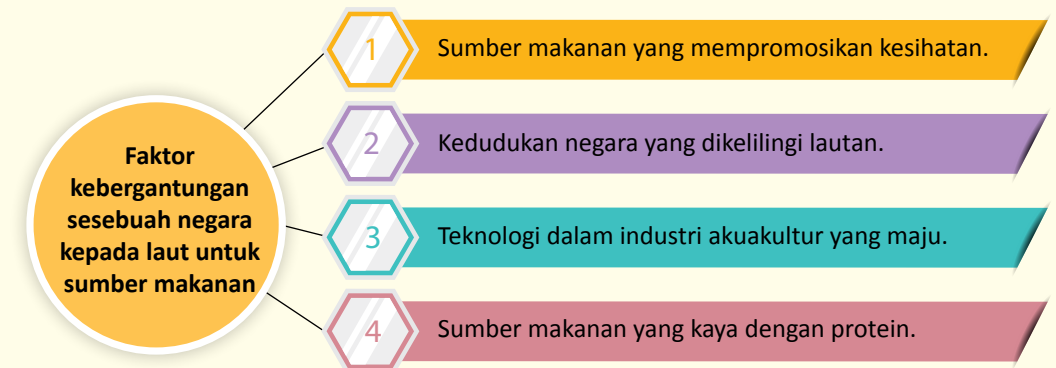 Faktor
kebergantungan
sesebuah negara
kepada laut untuk
sumber makanan
1
Sumber makanan yang mempromosikan kesihatan.
2
Kedudukan negara yang dikelilingi lautan.
3
Teknologi dalam industri akuakultur yang maju.
4
Sumber makanan yang kaya dengan protein.